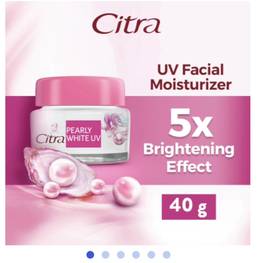 Citra
UV Facial
Moisturizer
Citra
PEARLY
WHITE UV
5x
Brightening
Effect
40 g